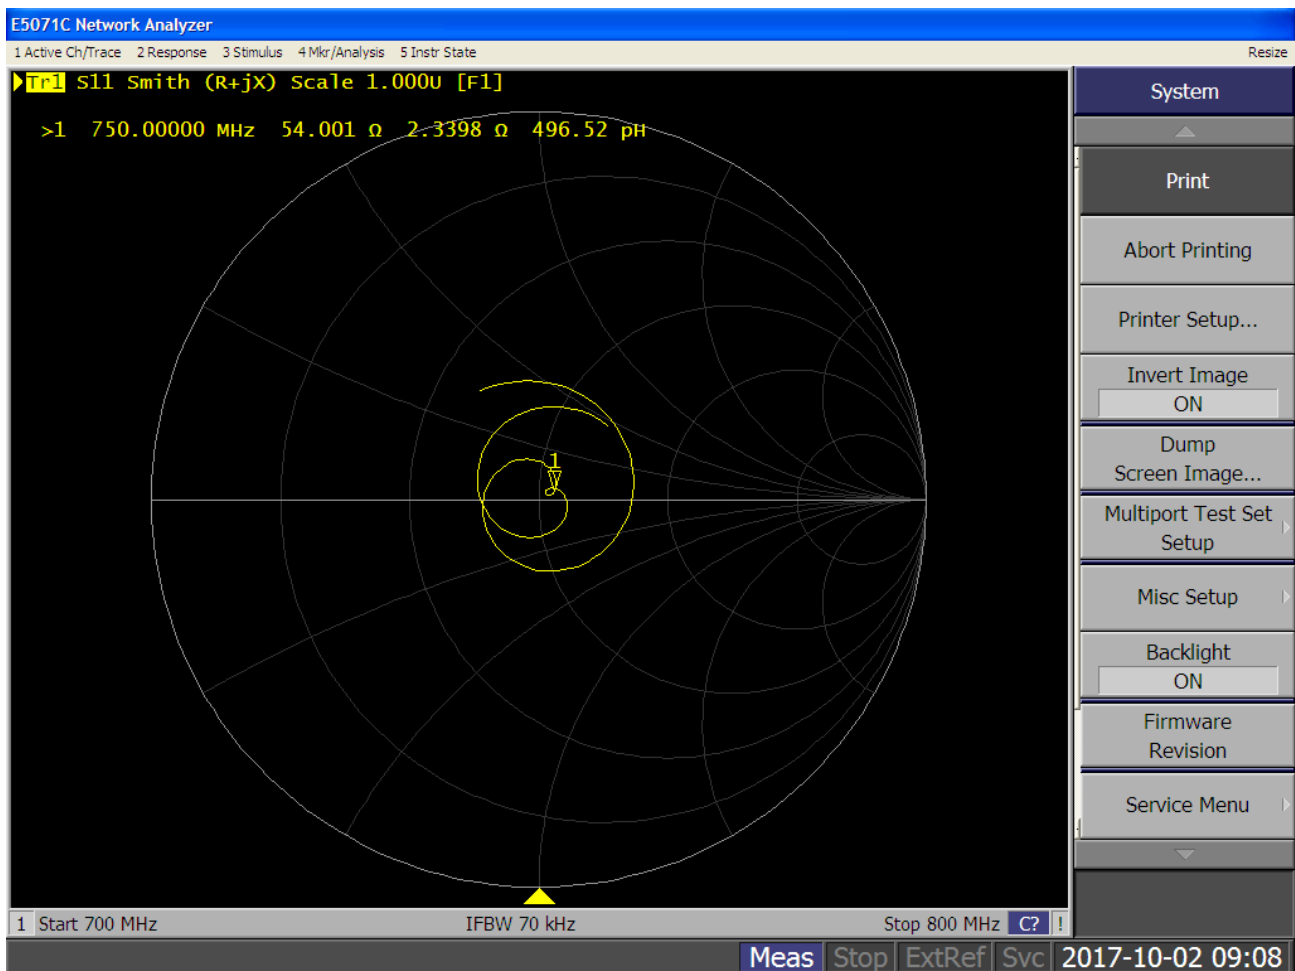 E5071C Network Analyzer
1 Active Ch/Trace 2 Response 3 Stimulus 4 Mkr/Analysis 5 Instr State Resize
Tr1 S11 Smith (R+jX) Scale 1.000U [F1]
>1 750.00000 MHz 54.001 Ω 2.3398 Ω 496.52 pH
1
System
Print
Abort Printing
Printer Setup...
Invert Image
ON
Dump
Screen Image...
Multiport Test Set
Setup
Misc Setup
Backlight
ON
Firmware
Revision
Service Menu
1 Start 700 MHz IFBW 70 kHz Stop 800 MHz C? !
Meas Stop ExtRef Svc 2017-10-02 09:08